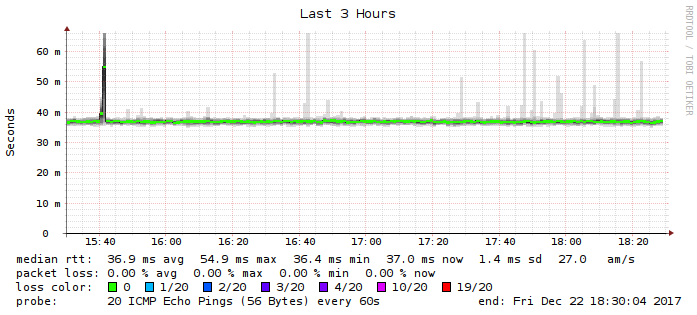 Last 3 Hours
RRDTOOL / TOBI OETIKER
Seconds
60 m
50 m
40 m
30 m
20 m
10 m
0
15:40 16:00 16:20 16:40 17:00 17:20 17:40 18:00 18:20
median rtt: 36.9 ms avg 54.9 ms max 36.4 ms min 37.0 ms now 1.4 ms sd 27.0 am/s
packet loss: 0.00 % avg 0.00 % max 0.00 % min 0.00 % now
loss color: 0 1/20 2/20 3/20 4/20 10/20 19/20
probe: 20 ICMP Echo Pings (56 Bytes) every 60s end: Fri Dec 22 18:30:04 2017